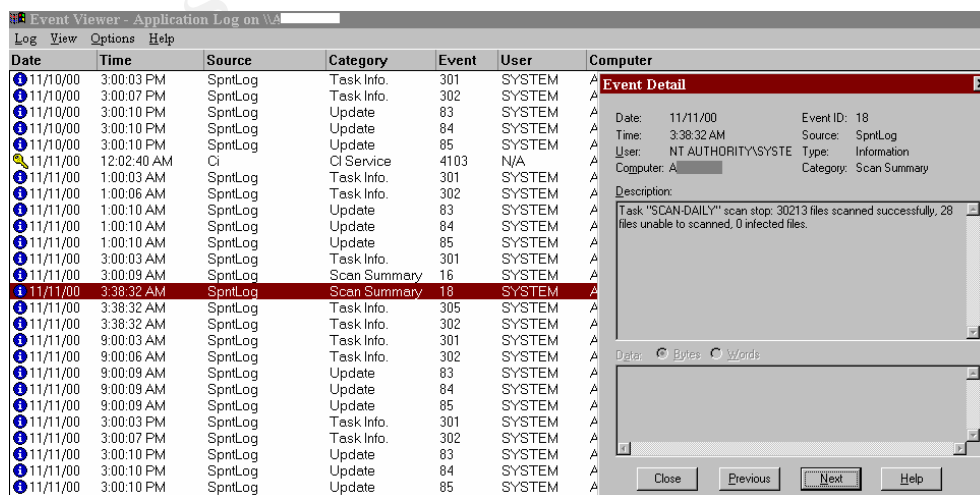 Event Viewer - Application Log on \\A
Log View Options Help
Date Time Source Category Event User Computer
11/10/00 3:00:03 PM SpntLog Task Info. 301 SYSTEM A
11/10/00 3:00:07 PM SpntLog Task Info. 302 SYSTEM A
11/10/00 3:00:10 PM SpntLog Update 83 SYSTEM A
11/10/00 3:00:10 PM SpntLog Update 84 SYSTEM A
11/10/00 3:00:10 PM SpntLog Update 85 SYSTEM A
11/11/00 12:02:40 AM Ci CI Service 4103 N/A A
11/11/00 1:00:03 AM SpntLog Task Info. 301 SYSTEM A
11/11/00 1:00:06 AM SpntLog Task Info. 302 SYSTEM A
11/11/00 1:00:10 AM SpntLog Update 83 SYSTEM A
11/11/00 1:00:10 AM SpntLog Update 84 SYSTEM A
11/11/00 1:00:10 AM SpntLog Update 85 SYSTEM A
11/11/00 3:00:03 AM SpntLog Task Info. 301 SYSTEM A
11/11/00 3:00:09 AM SpntLog Scan Summary 16 SYSTEM A
11/11/00 3:38:32 AM SpntLog Scan Summary 18 SYSTEM A
11/11/00 3:38:32 AM SpntLog Task Info. 305 SYSTEM A
11/11/00 3:38:32 AM SpntLog Task Info. 302 SYSTEM A
11/11/00 9:00:03 AM SpntLog Task Info. 301 SYSTEM A
11/11/00 9:00:06 AM SpntLog Task Info. 302 SYSTEM A
11/11/00 9:00:09 AM SpntLog Update 83 SYSTEM A
11/11/00 9:00:09 AM SpntLog Update 84 SYSTEM A
11/11/00 9:00:09 AM SpntLog Update 85 SYSTEM A
11/11/00 3:00:03 PM SpntLog Task Info. 301 SYSTEM A
11/11/00 3:00:07 PM SpntLog Task Info. 302 SYSTEM A
11/11/00 3:00:10 PM SpntLog Update 83 SYSTEM A
11/11/00 3:00:10 PM SpntLog Update 84 SYSTEM A
11/11/00 3:00:10 PM SpntLog Update 85 SYSTEM A
Event Detail
Date: 11/11/00 Event ID: 18
Time: 3:38:32 AM Source: SpntLog
User: NT AUTHORITY\SYSTE Type: Information
Computer: A Category: Scan Summary
Description:
Task "SCAN-DAILY" scan stop: 30213 files scanned successfully, 28
files unable to scanned, 0 infected files.
Data: Bytes Words
Close Previous Next Help